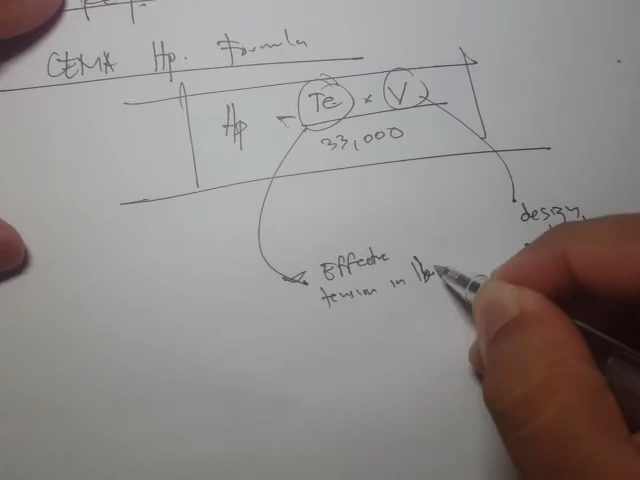 CEMA Hp. Formula
Hp = Te × V
33,000
design
Effective
tension in lbs